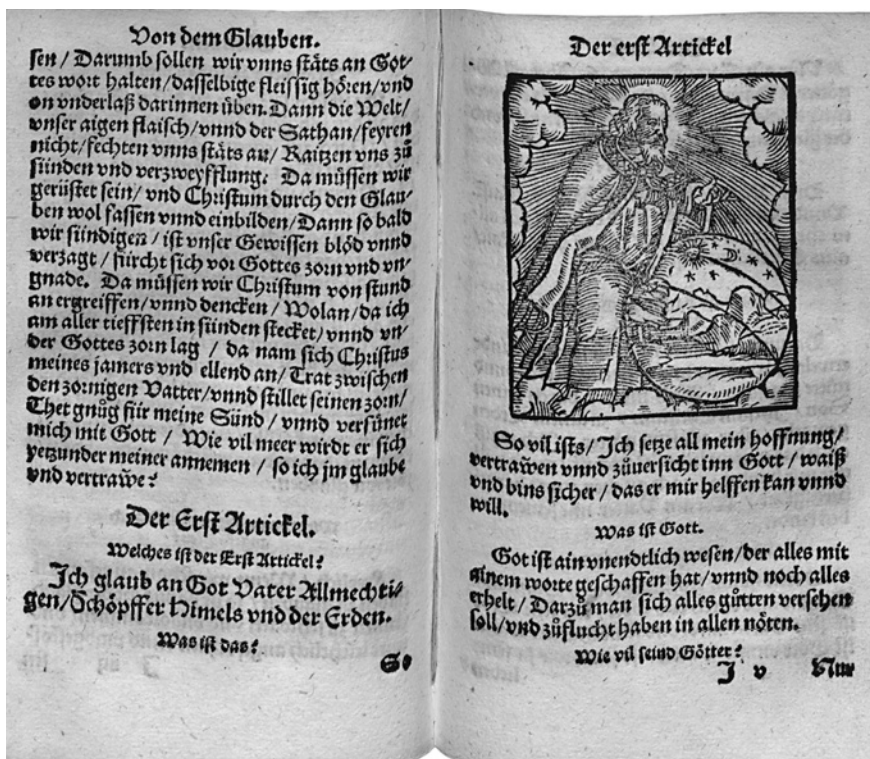 Von dem Glauben.
sen / Darumb sollen wir vnns stäts an Got-
tes wort halten/dasselbige fleissig hören/vnd
on vnderlaß darinnen üben. Dann die Welt/
vnser aigen flaisch/vnnd der Sathan/feyren
nicht/fechten vnns stäts an/ Raitzen vns zů
sünden vnd verzweyfflung. Da müssen wir
gerüstet sein/ vnd Christum durch den Glau-
ben wol fassen vnnd einbilden/Dann so bald
wir sündigen / ist vnser Gewissen blöd vnnd
verzagt / fürcht sich vor Gottes zorn vnd vn-
gnade. Da müssen wir Christum von stund
an ergreiffen/vnnd dencken / Wolan/da ich
am aller tieffsten in sünden stecket/vnnd vn-
der Gottes zorn lag / da nam sich Christus
meines jamers vnd ellend an/ Trat zwischen
den zornigen Vatter/vnnd stillet seinen zorn/
Thet gnůg für meine Sünd / vnnd versünet
mich mit Gott / Wie vil meer wirdt er sich
yetzunder meiner annemen / so ich jm glaube
vnd vertrawe?
Der Erst Artickel.
Welches ist der Erst Artickel?
Ich glaub an Got Vater Allmechti-
gen/Schöpffer Himels vnd der Erden.
Was ist das?
So
Der erst Artickel
So vil ists/ Ich setze all mein hoffnung/
vertrawen vnnd zůuersicht inn Gott / waiß
vnd bins sicher / das er mir helffen kan vnnd
will.
Was ist Gott.
Got ist ain vnendtlich wesen/der alles mit
ainem worte geschaffen hat/vnnd noch alles
erhelt / Darzů man sich alles gůtten versehen
soll/vnd zůflucht haben in allen nöten.
Wie vil seind Götter?
J v Nur